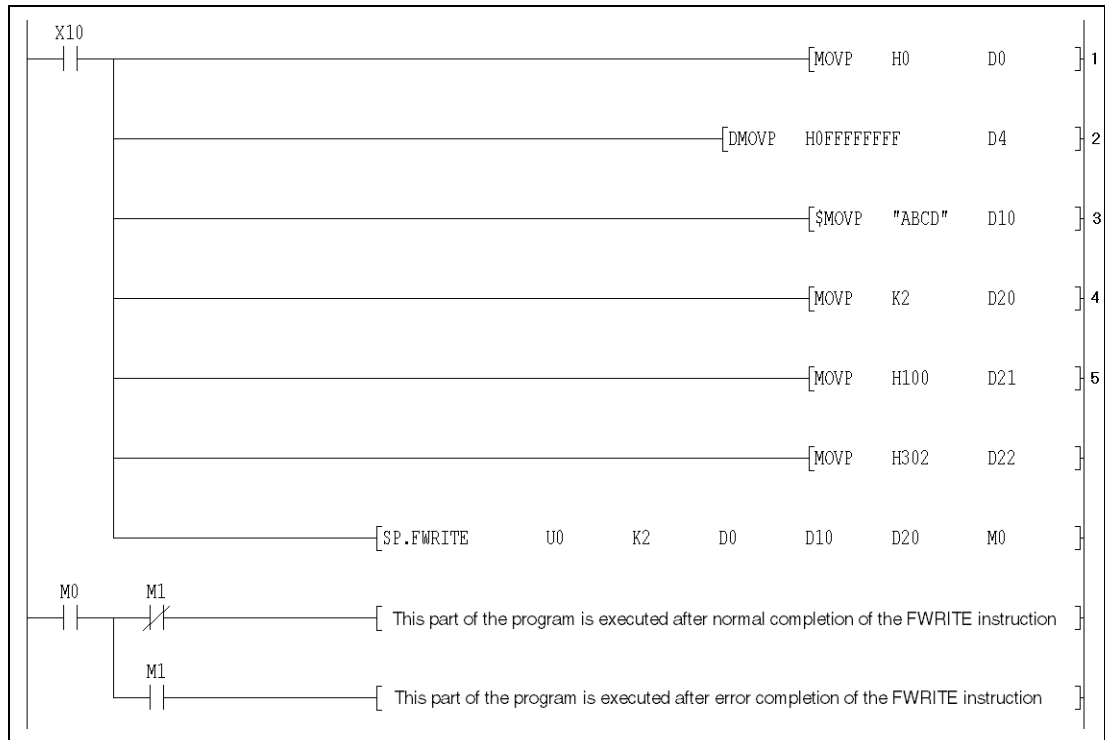 X10
MOVP H0 D0 1
DMOVP H0FFFFFFFF D4 2
$MOVP "ABCD" D10 3
MOVP K2 D20 4
MOVP H100 D21 5
MOVP H302 D22
SP.FWRITE U0 K2 D0 D10 D20 M0
M0 M1
This part of the program is executed after normal completion of the FWRITE instruction
M1
This part of the program is executed after error completion of the FWRITE instruction